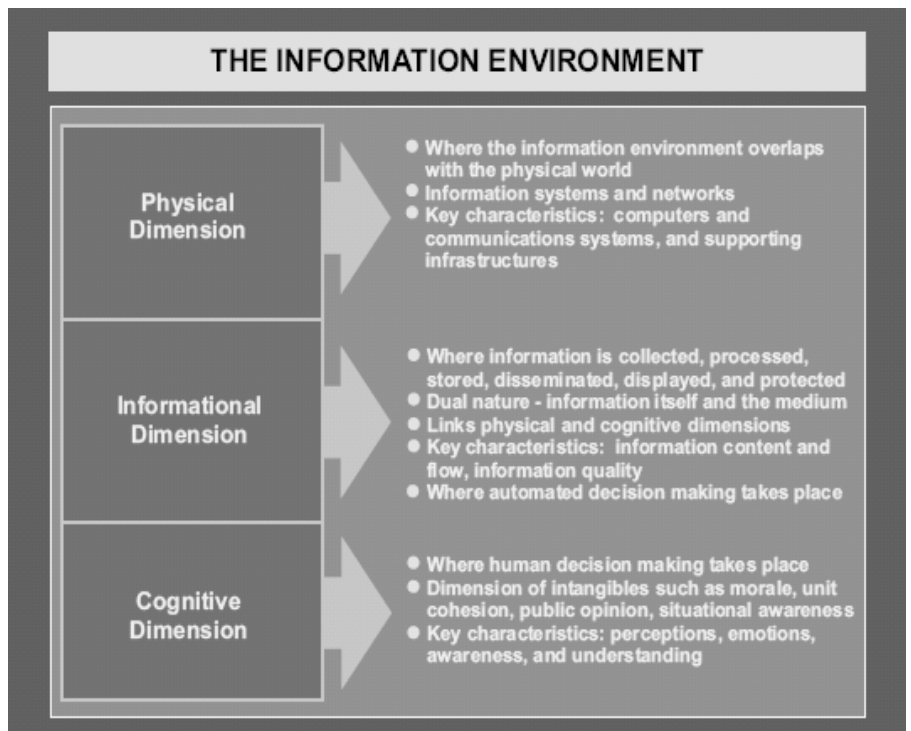 THE INFORMATION ENVIRONMENT
Physical
Dimension
● Where the information environment overlaps
with the physical world
● Information systems and networks
● Key characteristics: computers and
communications systems, and supporting
infrastructures
Informational
Dimension
● Where information is collected, processed,
stored, disseminated, displayed, and protected
● Dual nature - information itself and the medium
● Links physical and cognitive dimensions
● Key characteristics: information content and
flow, information quality
● Where automated decision making takes place
Cognitive
Dimension
● Where human decision making takes place
● Dimension of intangibles such as morale, unit
cohesion, public opinion, situational awareness
● Key characteristics: perceptions, emotions,
awareness, and understanding